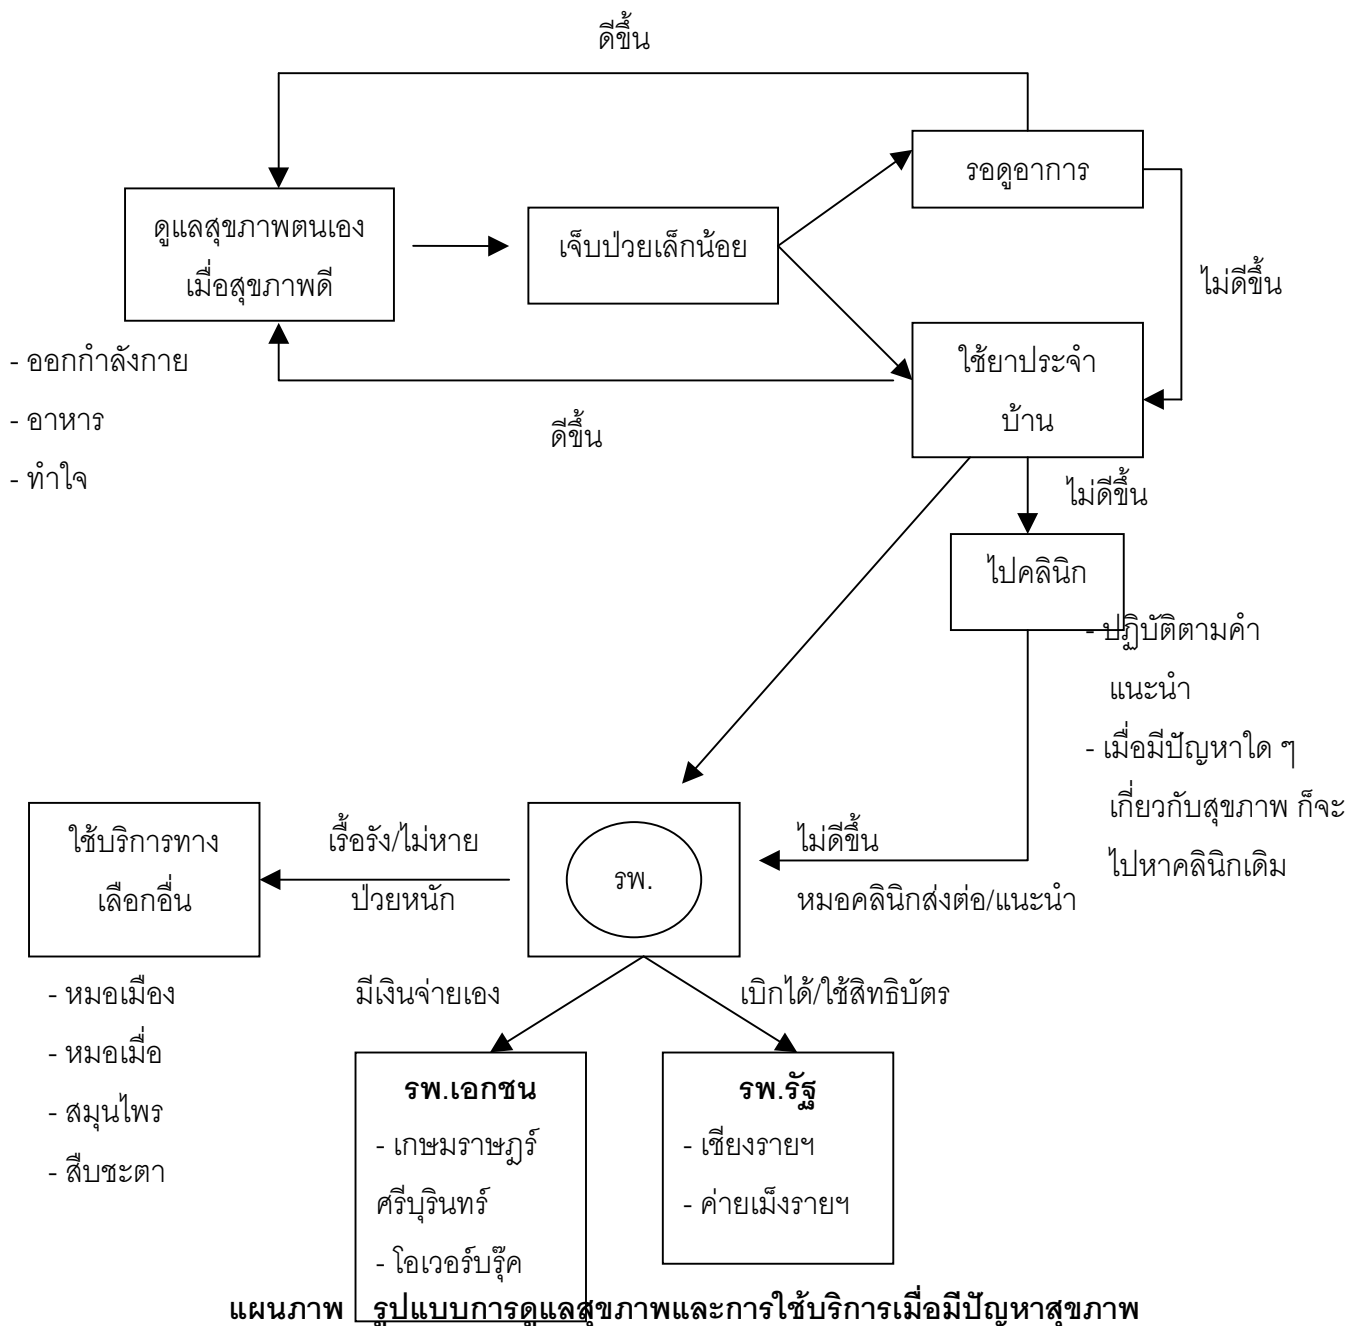 ดีขึ้น
รอดูอาการ
ดูแลสุขภาพตนเอง
เมื่อสุขภาพดี
เจ็บป่วยเล็กน้อย
ไม่ดีขึ้น
- ออกกำลังกาย
- อาหาร
- ทำใจ
ใช้ยาประจำ
บ้าน
ดีขึ้น
ไม่ดีขึ้น
ไปคลินิก
- ปฏิบัติตามคำ
แนะนำ
- เมื่อมีปัญหาใด ๆ
เกี่ยวกับสุขภาพ ก็จะ
ไปหาคลินิกเดิม
ใช้บริการทาง
เลือกอื่น
เรื้อรัง/ไม่หาย
ป่วยหนัก
รพ.
ไม่ดีขึ้น
หมอคลินิกส่งต่อ/แนะนำ
- หมอเมือง
- หมอเมื่อ
- สมุนไพร
- สืบชะตา
มีเงินจ่ายเอง
เบิกได้/ใช้สิทธิบัตร
รพ.เอกชน
- เกษมราษฎร์
ศรีบุรินทร์
- โอเวอร์บรุ๊ค
รพ.รัฐ
- เชียงรายฯ
- ค่ายเม็งรายฯ
แผนภาพ รูปแบบการดูแลสุขภาพและการใช้บริการเมื่อมีปัญหาสุขภาพ